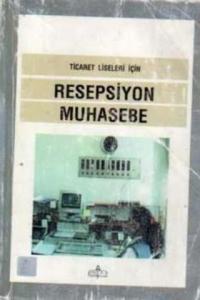 TİCARET LİSELERİ İÇİN
RESEPSİYON
MUHASEBE